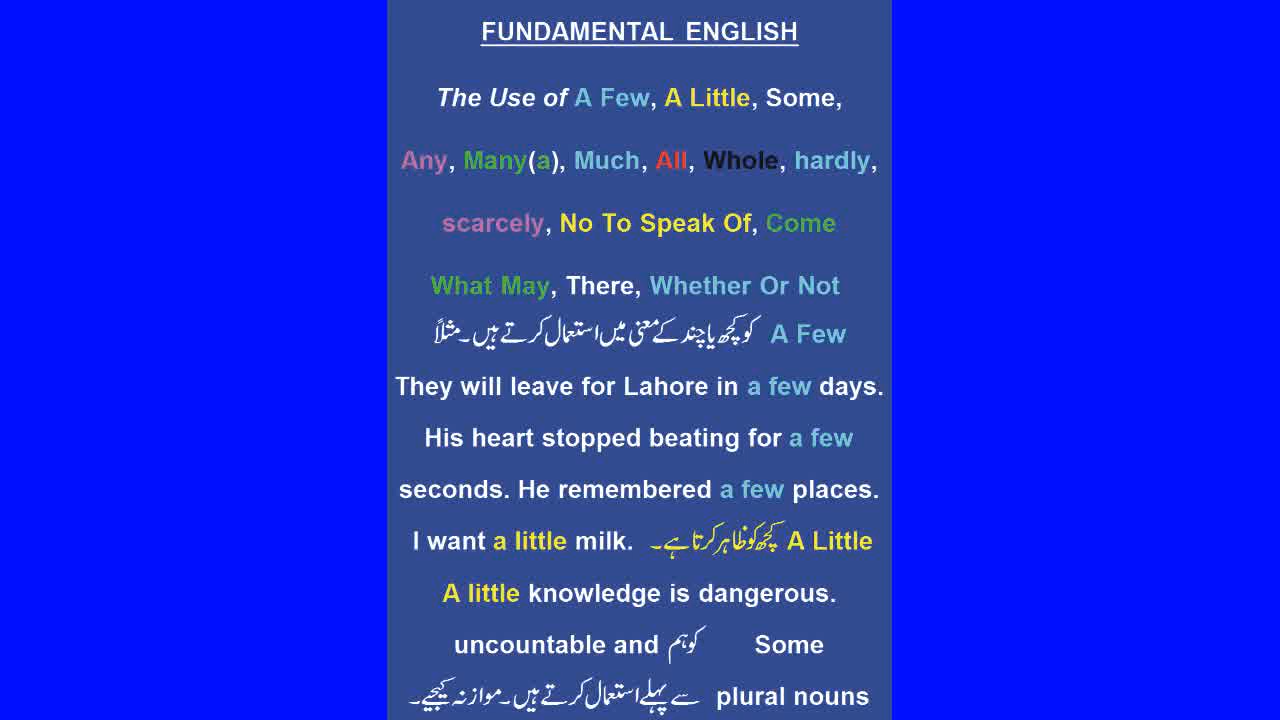 FUNDAMENTAL ENGLISH
The Use of A Few, A Little, Some,
Any, Many(a), Much, All, Whole, hardly,
scarcely, No To Speak Of, Come
What May, There, Whether Or Not
A Few کو کچھ یا چند کے معنی میں استعمال کرتے ہیں۔ مثلاً
They will leave for Lahore in a few days.
His heart stopped beating for a few
seconds. He remembered a few places.
A Little کچھ کو ظاہر کرتا ہے۔ I want a little milk.
A little knowledge is dangerous.
Some کو ہم uncountable and
plural nouns سے پہلے استعمال کرتے ہیں۔ موازنہ کیجیے۔